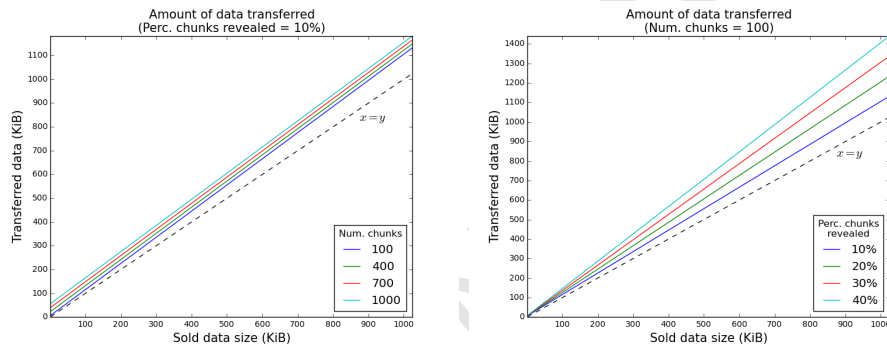 Amount of data transferred
(Perc. chunks revealed = 10%)
Transferred data (KiB)
1100
1000
900
800
700
600
500
400
300
200
100
0
x=y
Num. chunks
100
400
700
1000
100 200 300 400 500 600 700 800 900 1000
Sold data size (KiB)
Amount of data transferred
(Num. chunks = 100)
Transferred data (KiB)
1400
1300
1200
1100
1000
900
800
700
600
500
400
300
200
100
0
x=y
Perc. chunks
revealed
10%
20%
30%
40%
100 200 300 400 500 600 700 800 900 1000
Sold data size (KiB)